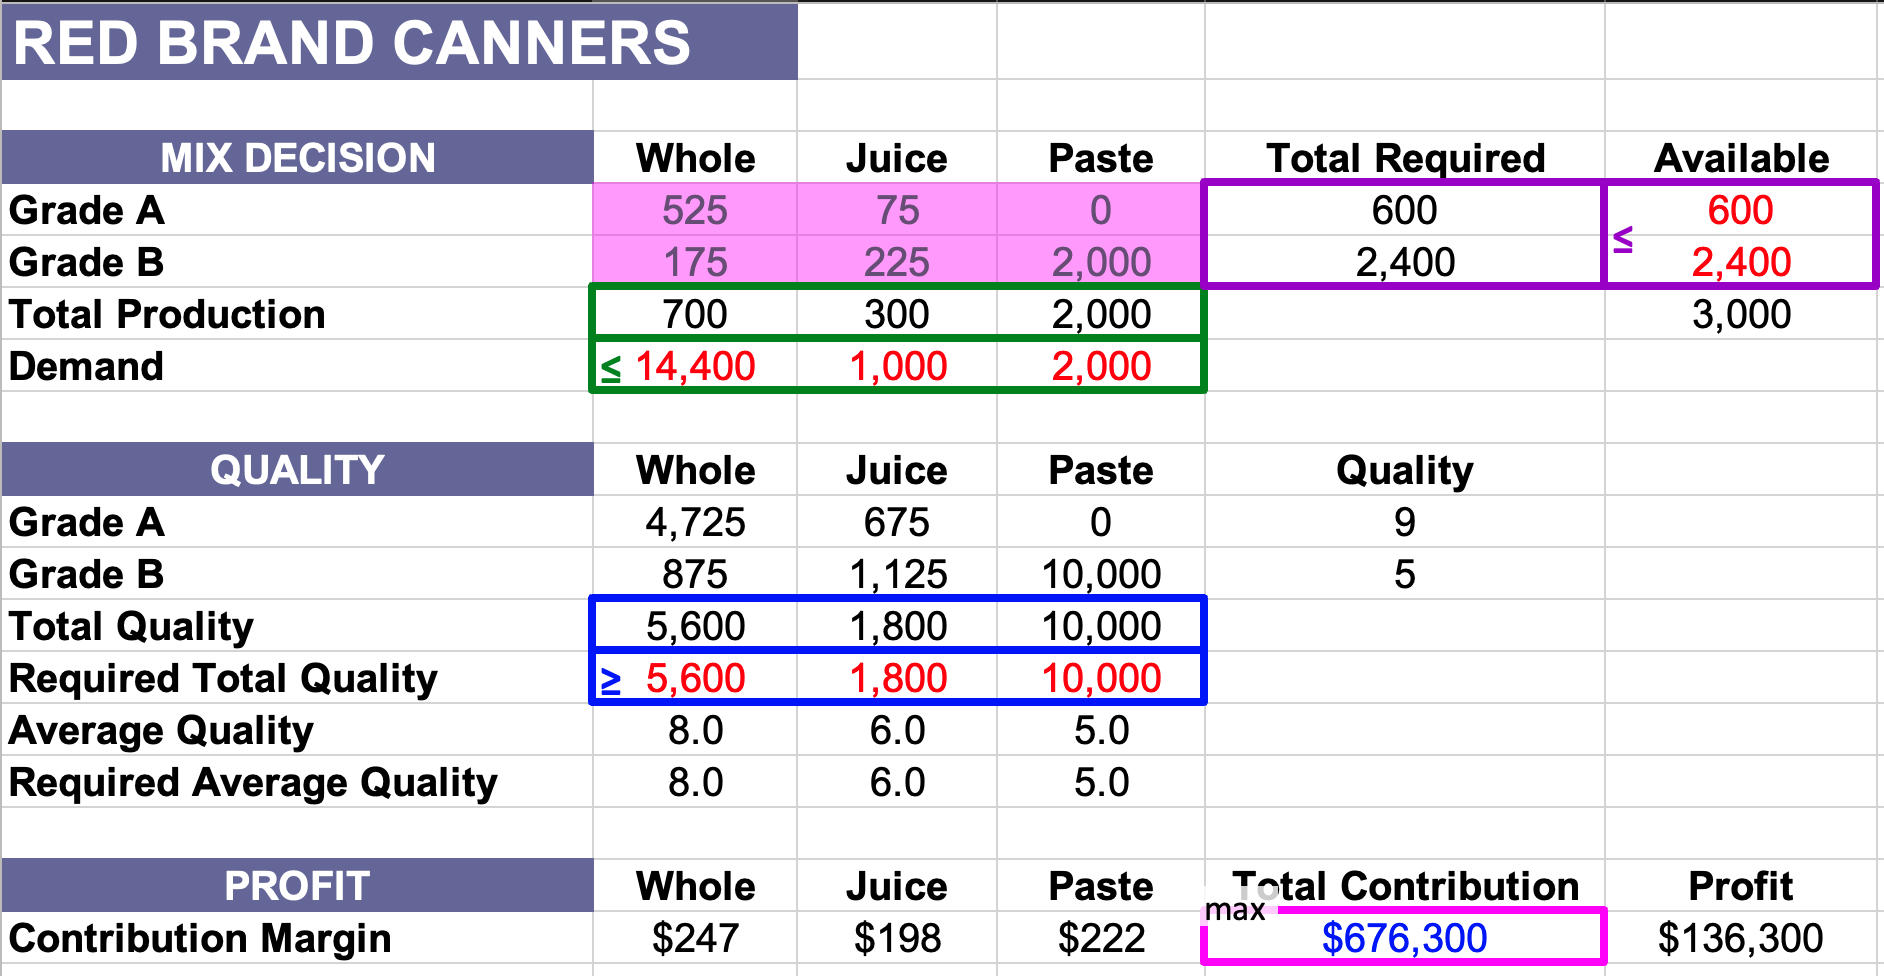 RED BRAND CANNERS
MIX DECISION Whole Juice Paste Total Required Available
Grade A 525 75 0 600 600
≤
Grade B 175 225 2,000 2,400 2,400
Total Production 700 300 2,000 3,000
Demand ≤ 14,400 1,000 2,000
QUALITY Whole Juice Paste Quality
Grade A 4,725 675 0 9
Grade B 875 1,125 10,000 5
Total Quality 5,600 1,800 10,000
Required Total Quality ≥ 5,600 1,800 10,000
Average Quality 8.0 6.0 5.0
Required Average Quality 8.0 6.0 5.0
PROFIT Whole Juice Paste Total Contribution Profit
max
Contribution Margin $247 $198 $222 $676,300 $136,300